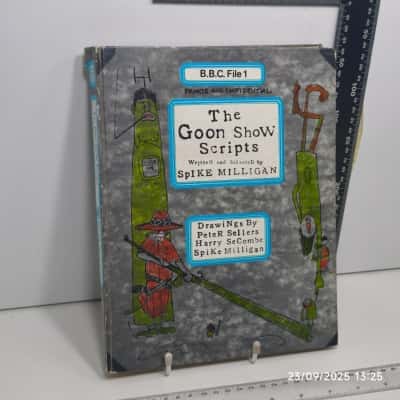 B.B.C. File 1
PRIVATE AND CONFIDENTIAL
The
Goon Show
Scripts
Written and Selected by
SpIKE MILLIGAN
DrawiNgs By
PeteR Sellers
Harry SeCombe
SpiKe Milligan
23/09/2025 13:25